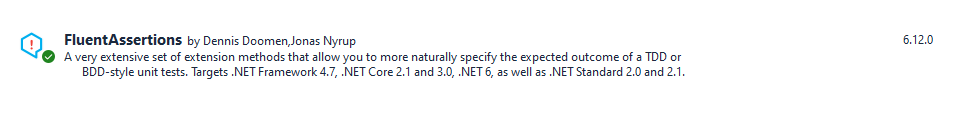 FluentAssertions by Dennis Doomen,Jonas Nyrup 6.12.0
A very extensive set of extension methods that allow you to more naturally specify the expected outcome of a TDD or
BDD-style unit tests. Targets .NET Framework 4.7, .NET Core 2.1 and 3.0, .NET 6, as well as .NET Standard 2.0 and 2.1.